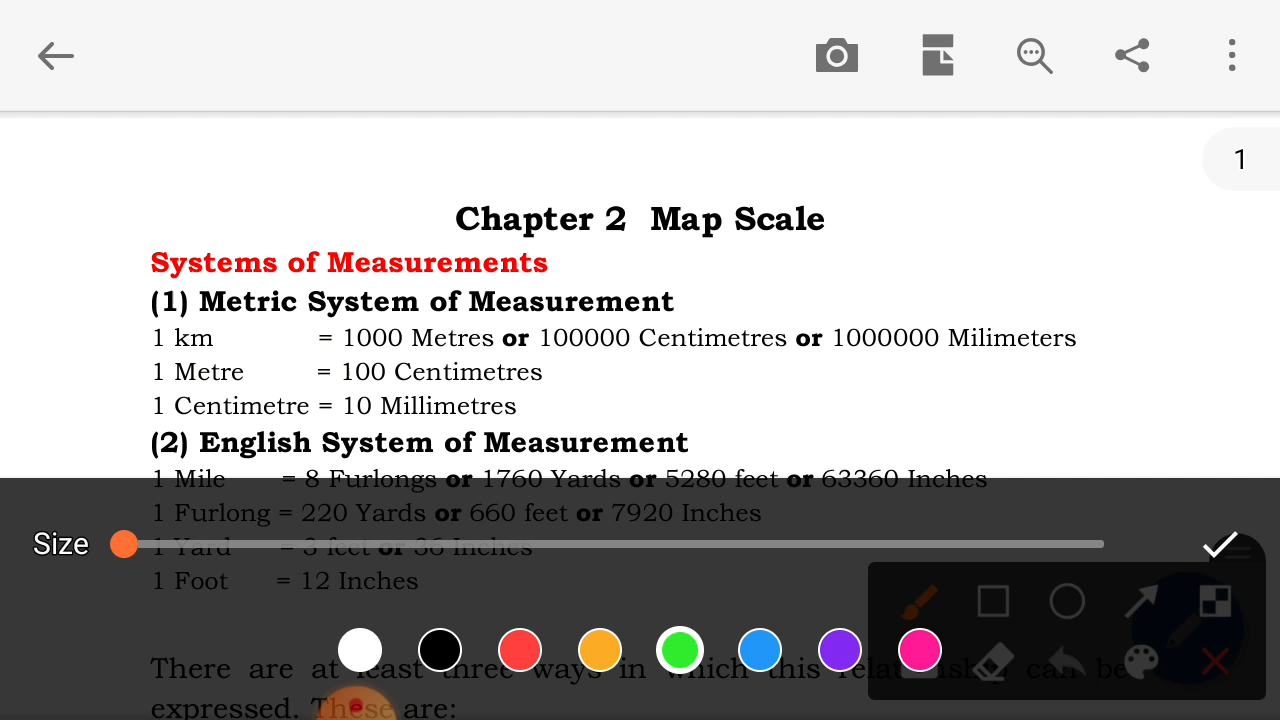 1
Chapter 2 Map Scale
Systems of Measurements
(1) Metric System of Measurement
1 km = 1000 Metres or 100000 Centimetres or 1000000 Milimeters
1 Metre = 100 Centimetres
1 Centimetre = 10 Millimetres
(2) English System of Measurement
1 Mile = 8 Furlongs or 1760 Yards or 5280 feet or 63360 Inches
1 Furlong = 220 Yards or 660 feet or 7920 Inches
Size
1 Yard = 3 feet or 36 Inches
1 Foot = 12 Inches
There are at least three ways in which this relationship can be
expressed. These are: